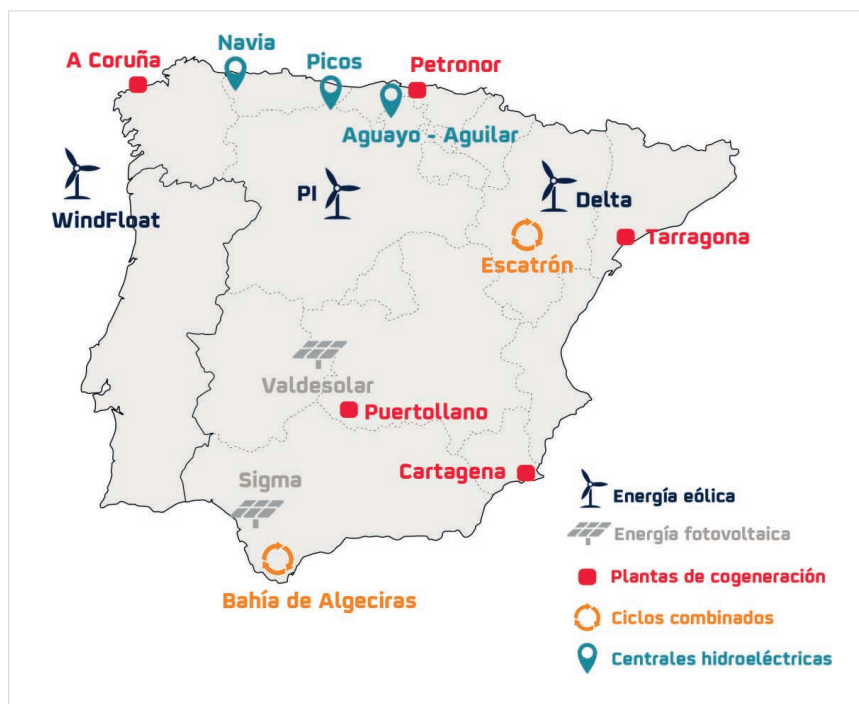 Navia
A Coruña
Picos
Petronor
Aguayo - Aguilar
PI
Delta
WindFloat
Tarragona
Escatrón
Valdesolar
Puertollano
Cartagena
Sigma
Bahía de Algeciras
Energía eólica
Energía fotovoltaica
Plantas de cogeneración
Ciclos combinados
Centrales hidroeléctricas